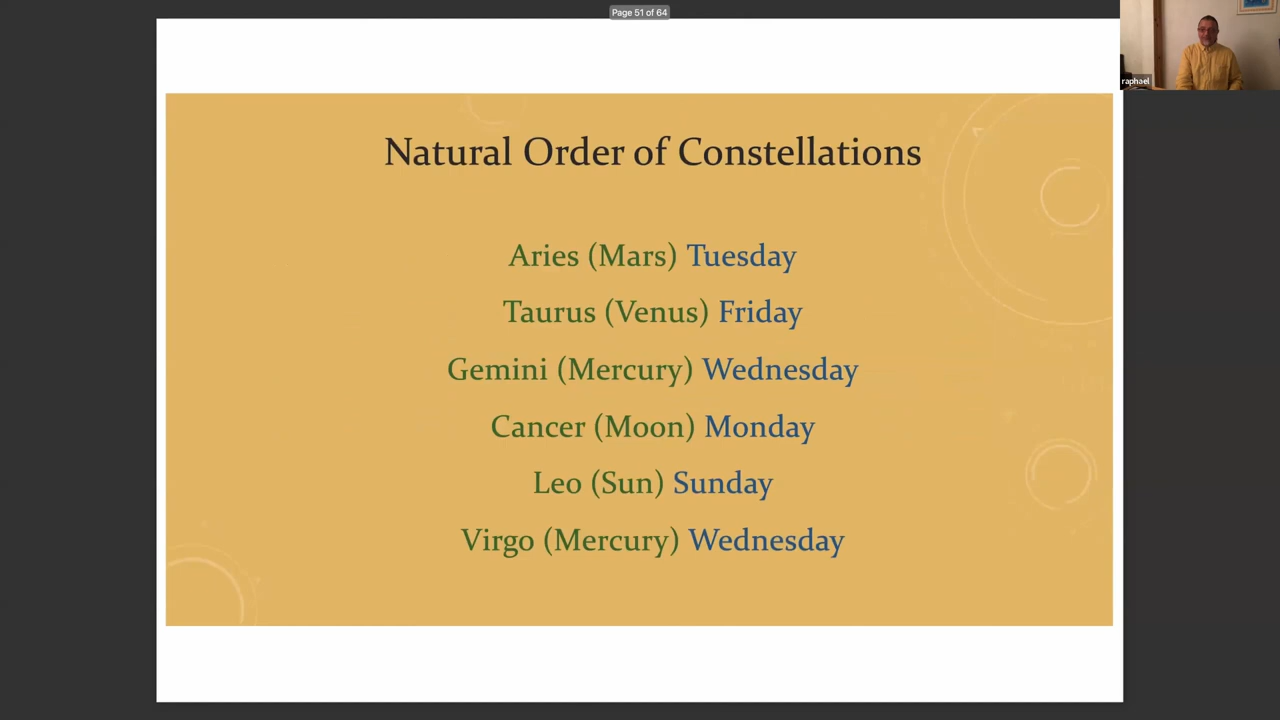 Page 51 of 64
raphael
Natural Order of Constellations
Aries (Mars) Tuesday
Taurus (Venus) Friday
Gemini (Mercury) Wednesday
Cancer (Moon) Monday
Leo (Sun) Sunday
Virgo (Mercury) Wednesday